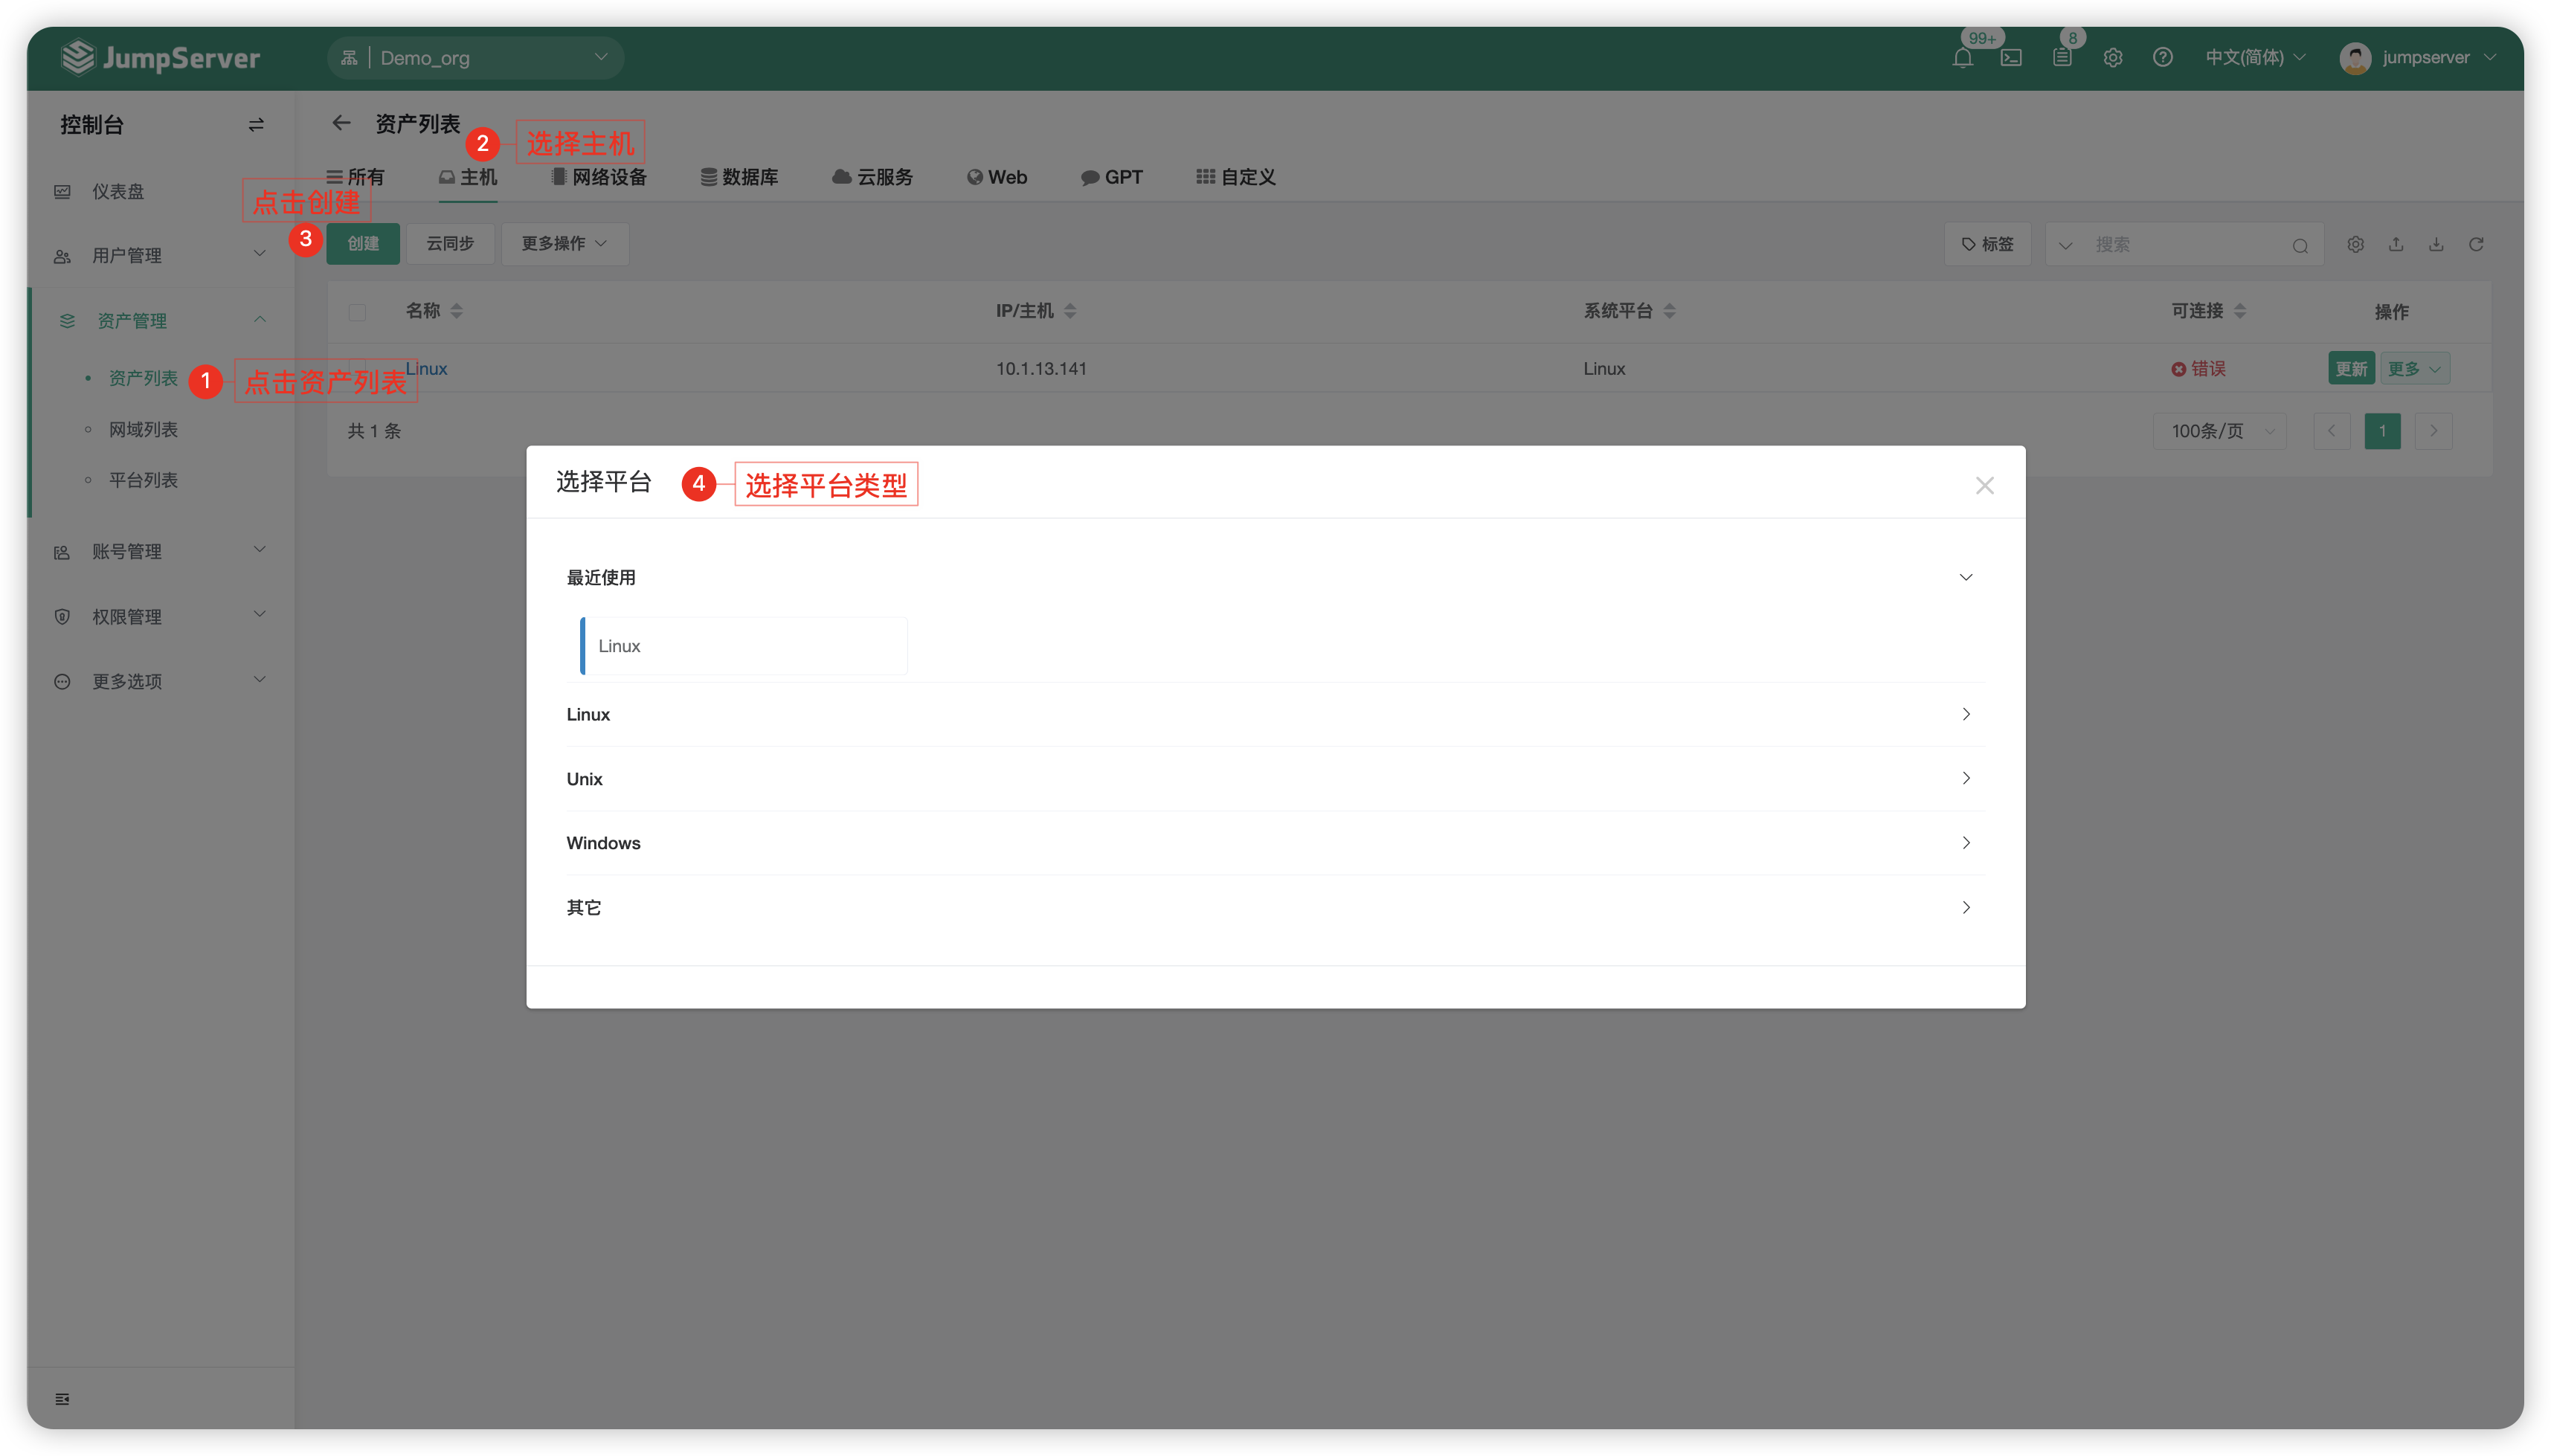 JumpServer
Demo_org
99+
8
中文(简体)
jumpserver
控制台
仪表盘
用户管理
资产管理
资产列表
网域列表
平台列表
账号管理
权限管理
更多选项
资产列表
2 选择主机
所有 主机 网络设备 数据库 云服务 Web GPT 自定义
点击创建
3 创建 云同步 更多操作
标签 搜索
名称 IP/主机 系统平台 可连接 操作
1 点击资产列表
Linux 10.1.13.141 Linux 错误 更新 更多
共 1 条 100条/页 1
选择平台 4 选择平台类型
最近使用
Linux
Linux
Unix
Windows
其它